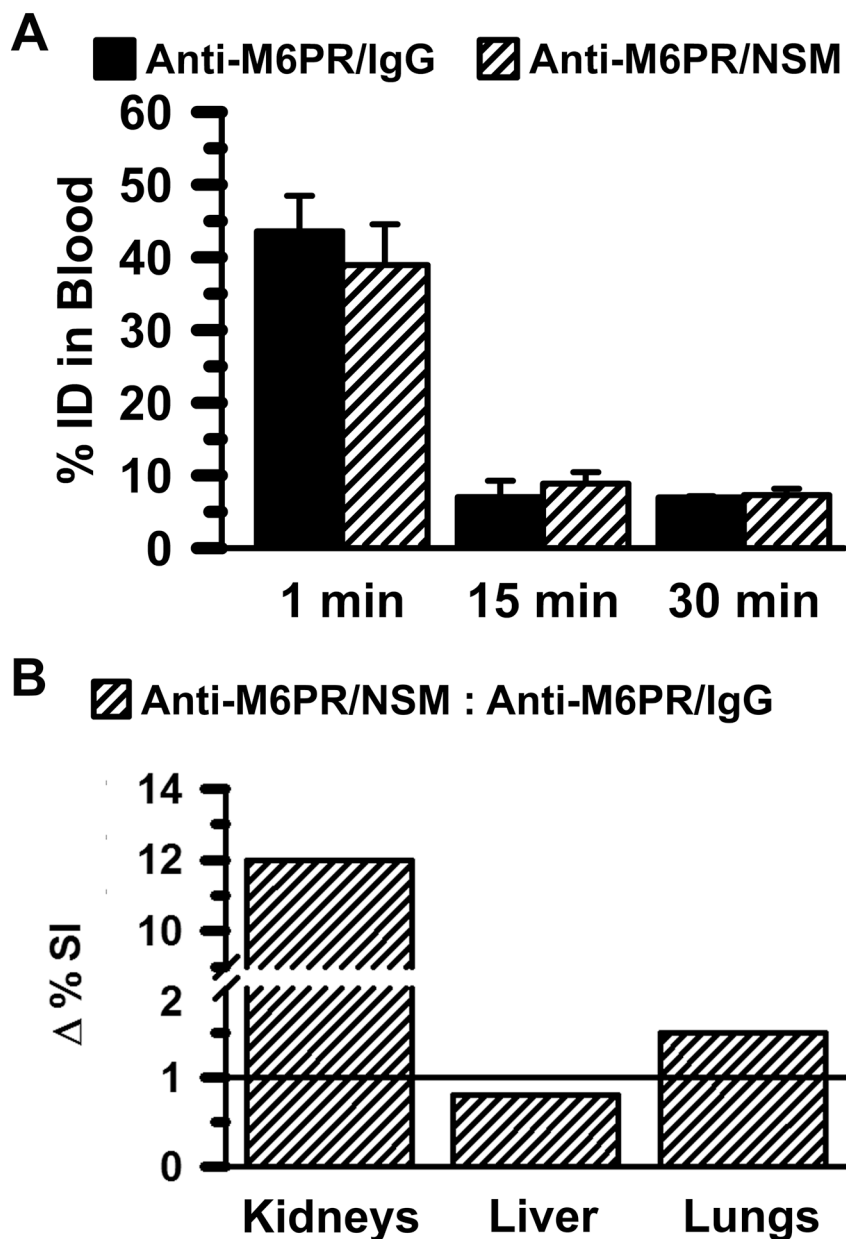 A
Anti-M6PR/IgG Anti-M6PR/NSM
% ID in Blood
60
50
40
30
20
10
0
1 min 15 min 30 min
B
Anti-M6PR/NSM : Anti-M6PR/IgG
Δ % SI
14
12
10
2
1
0
Kidneys Liver Lungs